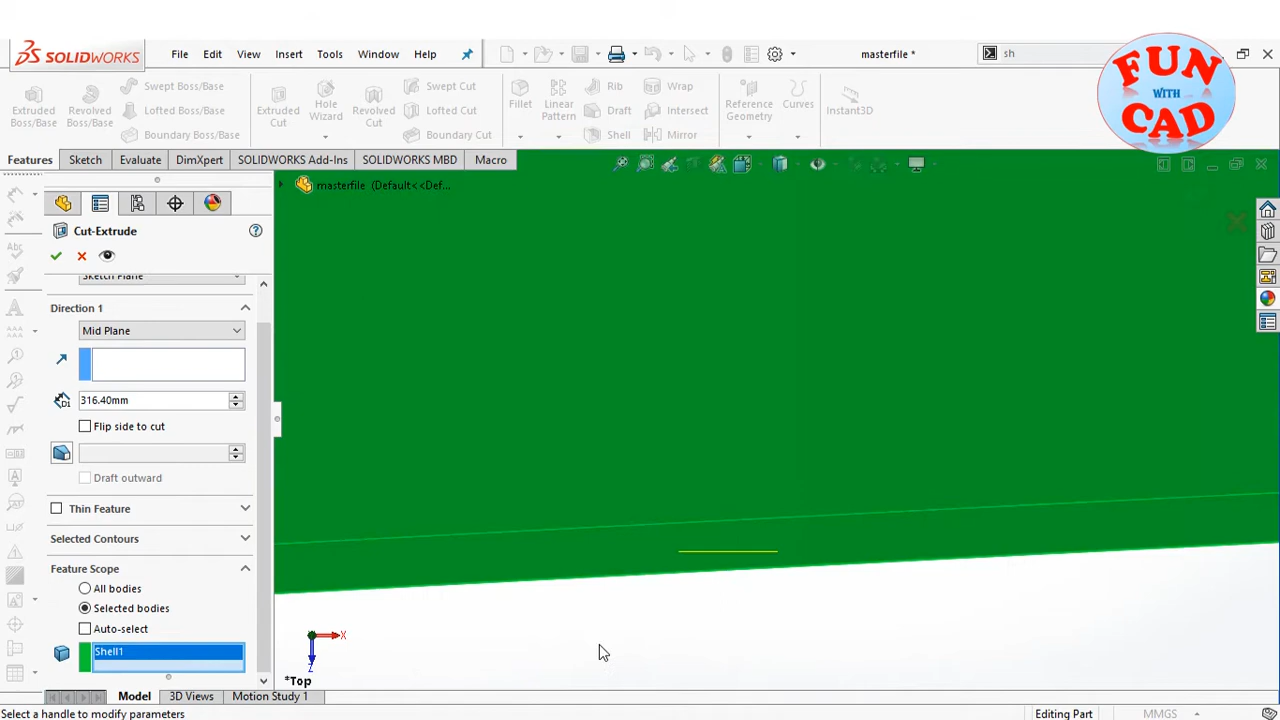 SOLIDWORKS File Edit View Insert Tools Window Help masterfile * sh
FUN
WITH
CAD
Extruded Boss/Base
Revolved Boss/Base
Swept Boss/Base
Lofted Boss/Base
Boundary Boss/Base
Extruded Cut
Hole Wizard
Revolved Cut
Swept Cut
Lofted Cut
Boundary Cut
Fillet
Linear Pattern
Rib
Draft
Shell
Wrap
Intersect
Mirror
Reference Geometry
Curves
Instant3D
Features Sketch Evaluate DimXpert SOLIDWORKS Add-Ins SOLIDWORKS MBD Macro
masterfile (Default<<Def...
Cut-Extrude
Sketch Plane
Direction 1
Mid Plane
D1 316.40mm
Flip side to cut
Draft outward
Thin Feature
Selected Contours
Feature Scope
All bodies
Selected bodies
Auto-select
Shell1
X
Z
*Top
Model 3D Views Motion Study 1
Select a handle to modify parameters Editing Part MMGS